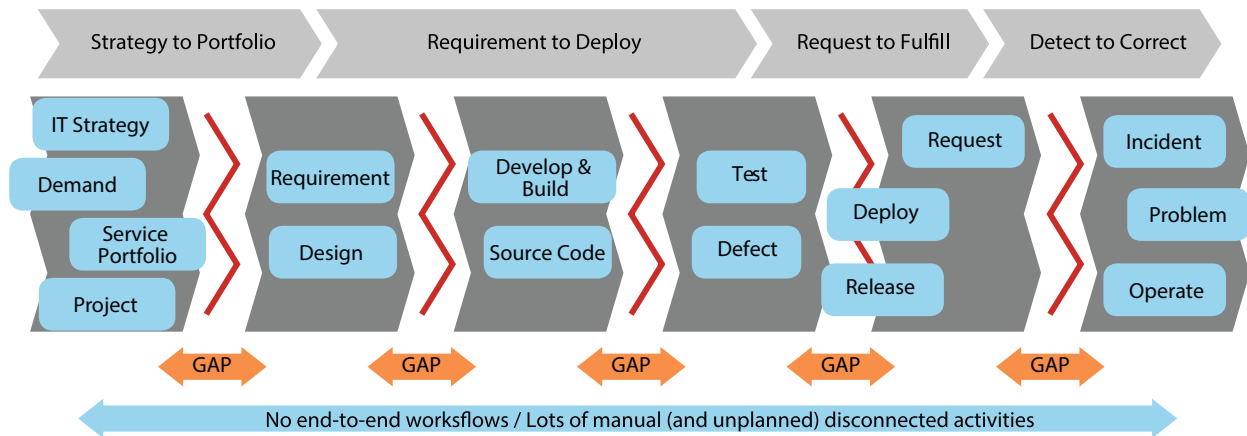 Strategy to Portfolio
Requirement to Deploy
Request to Fulfill
Detect to Correct
IT Strategy
Demand
Service
Portfolio
Project
Requirement
Design
Develop &
Build
Source Code
Test
Defect
Request
Deploy
Release
Incident
Problem
Operate
GAP
GAP
GAP
GAP
GAP
No end-to-end worksflows / Lots of manual (and unplanned) disconnected activities